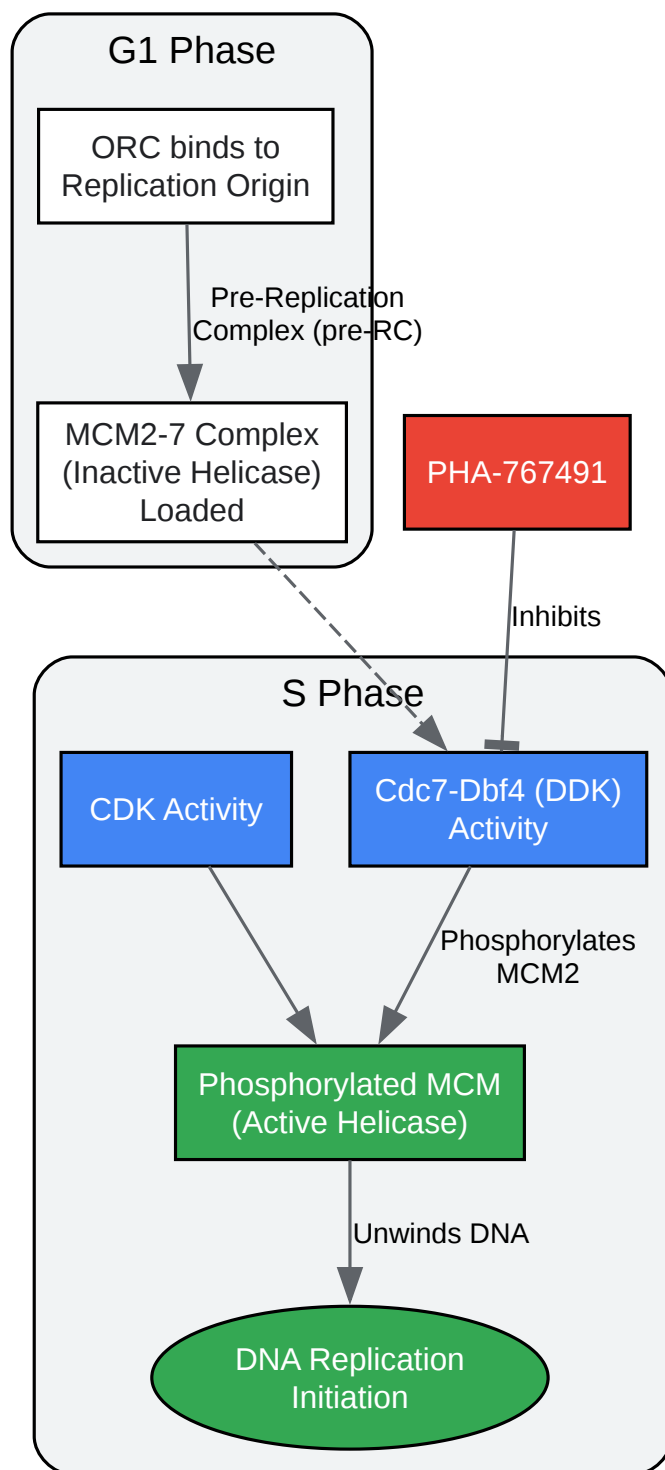 G1 Phase
ORC binds to
Replication Origin
Pre-Replication
Complex (pre-RC)
MCM2-7 Complex
(Inactive Helicase)
Loaded
PHA-767491
Inhibits
S Phase
CDK Activity
Cdc7-Dbf4 (DDK)
Activity
Phosphorylates
MCM2
Phosphorylated MCM
(Active Helicase)
Unwinds DNA
DNA Replication
Initiation